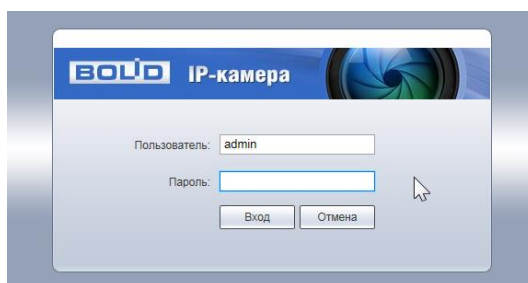 BOLID IP-камера
Пользователь: admin
Пароль:
Вход Отмена